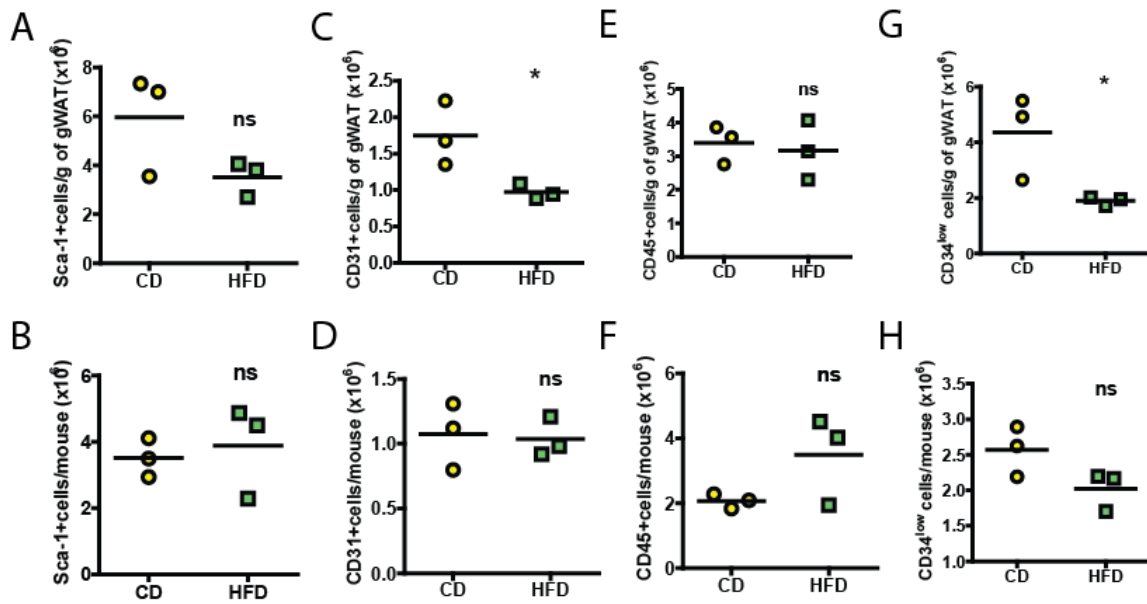 A
Sca-1+cells/g of gWAT (x10⁶)
8
6
4
2
0
ns
CD HFD
C
CD31+cells/g of gWAT (x10⁶)
2.5
2.0
1.5
1.0
0.5
0.0
*
CD HFD
E
CD45+cells/g of gWAT (x10⁶)
5
4
3
2
1
0
ns
CD HFD
G
CD34ˡᵒʷ cells/g of gWAT (x10⁶)
6
4
2
0
*
CD HFD
B
Sca-1+cells/mouse (x10⁶)
6
4
2
0
ns
CD HFD
D
CD31+cells/mouse (x10⁶)
1.5
1.0
0.5
0.0
ns
CD HFD
F
CD45+cells/mouse (x10⁶)
6
4
2
0
ns
CD HFD
H
CD34ˡᵒʷ cells/mouse (x10⁶)
3.5
3.0
2.5
2.0
1.5
1.0
ns
CD HFD